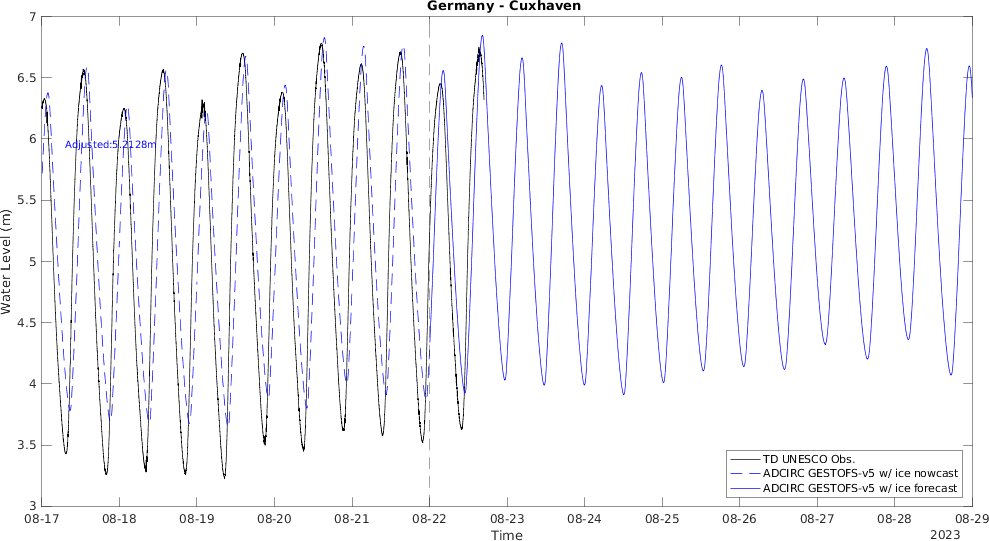 Germany - Cuxhaven
7
6.5
6
5.5
5
4.5
4
3.5
3
Water Level (m)
Adjusted:5.2128m
TD UNESCO Obs.
ADCIRC GESTOFS-v5 w/ ice nowcast
ADCIRC GESTOFS-v5 w/ ice forecast
08-17 08-18 08-19 08-20 08-21 08-22 08-23 08-24 08-25 08-26 08-27 08-28 08-29
Time
2023